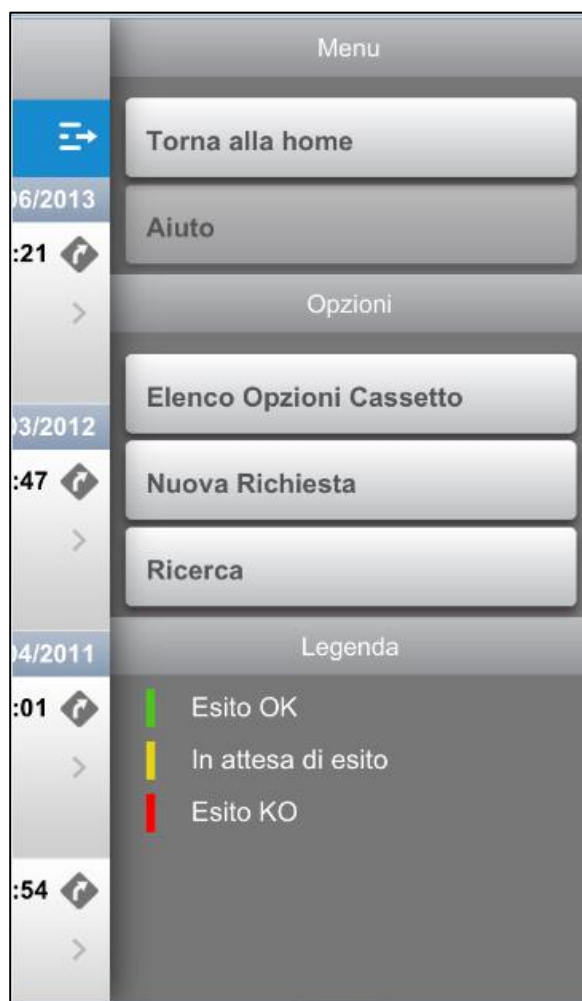 Menu
Torna alla home
06/2013
Aiuto
:21
Opzioni
Elenco Opzioni Cassetto
03/2012
:47
Nuova Richiesta
Ricerca
04/2011
Legenda
:01
Esito OK
In attesa di esito
Esito KO
:54